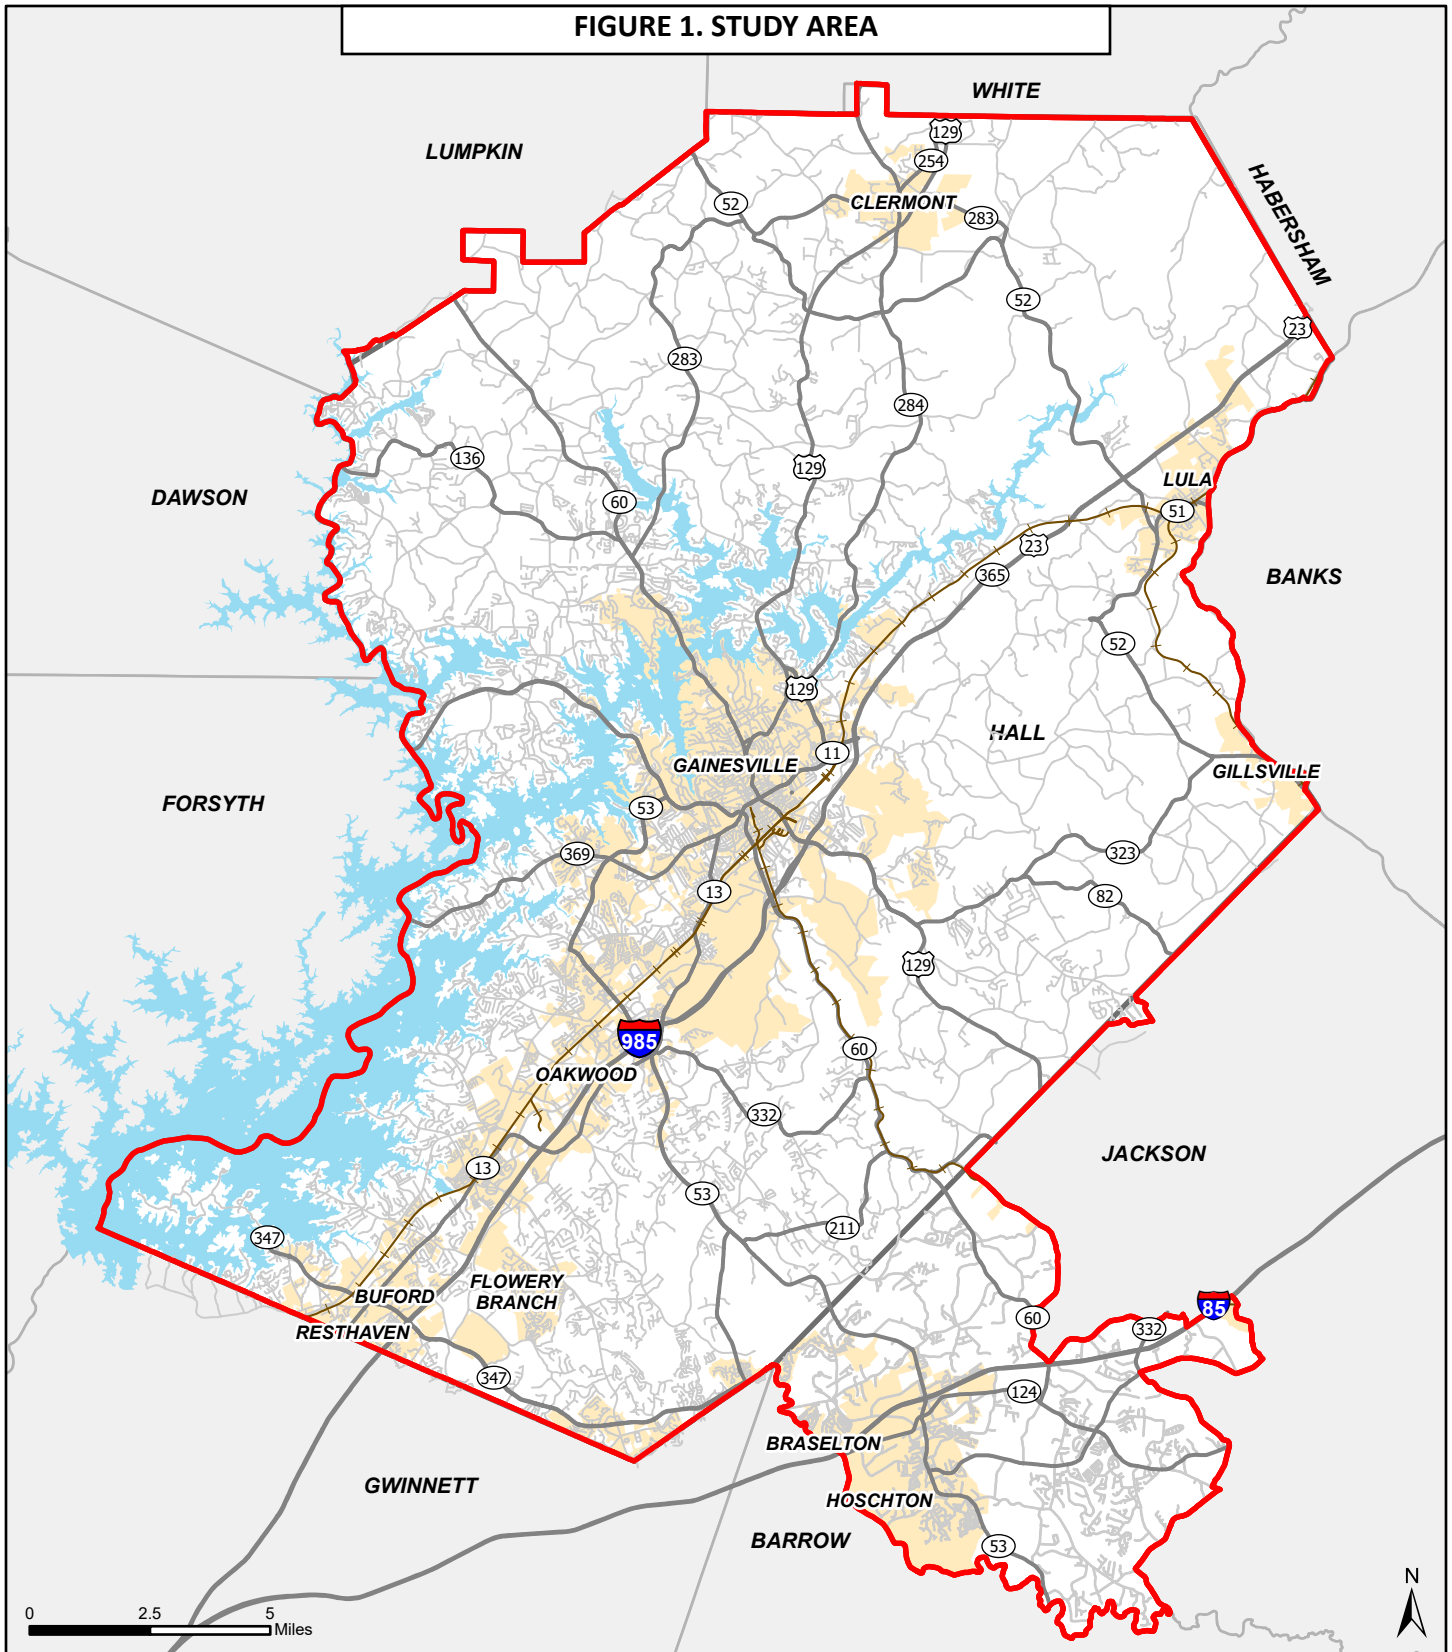 FIGURE 1. STUDY AREA
WHITE
LUMPKIN
HABERSHAM
129
254
52
CLERMONT
283
52
23
283
284
136
129
60
LULA
DAWSON
51
23
365
BANKS
52
129
HALL
11
GAINESVILLE
GILLSVILLE
FORSYTH
53
369
323
13
82
129
985
60
OAKWOOD
332
JACKSON
13
53
211
347
FLOWERY
BRANCH
BUFORD
85
60
332
RESTHAVEN
347
124
BRASELTON
GWINNETT
HOSCHTON
BARROW
53
N
0 2.5 5
Miles